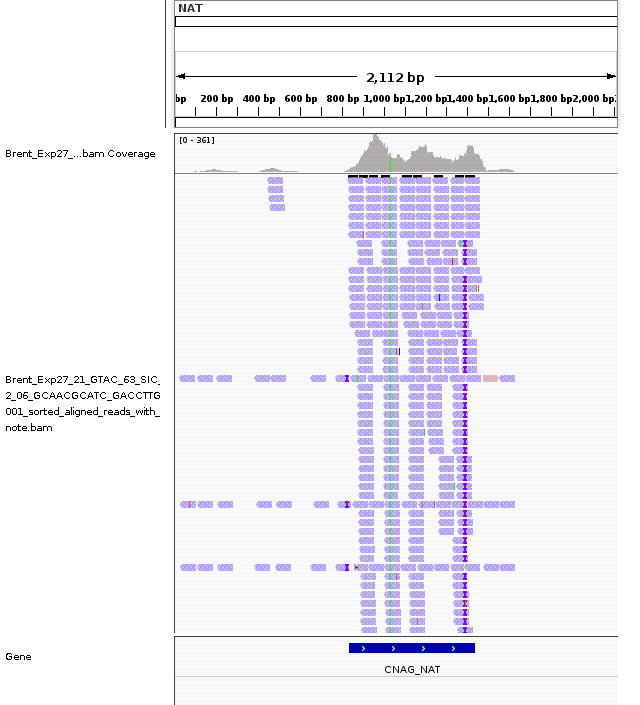 NAT
2,112 bp
bp 200 bp 400 bp 600 bp 800 bp 1,000 bp 1,200 bp 1,400 bp 1,600 bp 1,800 bp 2,000 bp
[0 - 361]
Brent_Exp27_...bam Coverage
Brent_Exp27_21_GTAC_63_SIC_
2_06_GCAACGCATC_GACCTTG
001_sorted_aligned_reads_with_
note.bam
Gene
CNAG_NAT